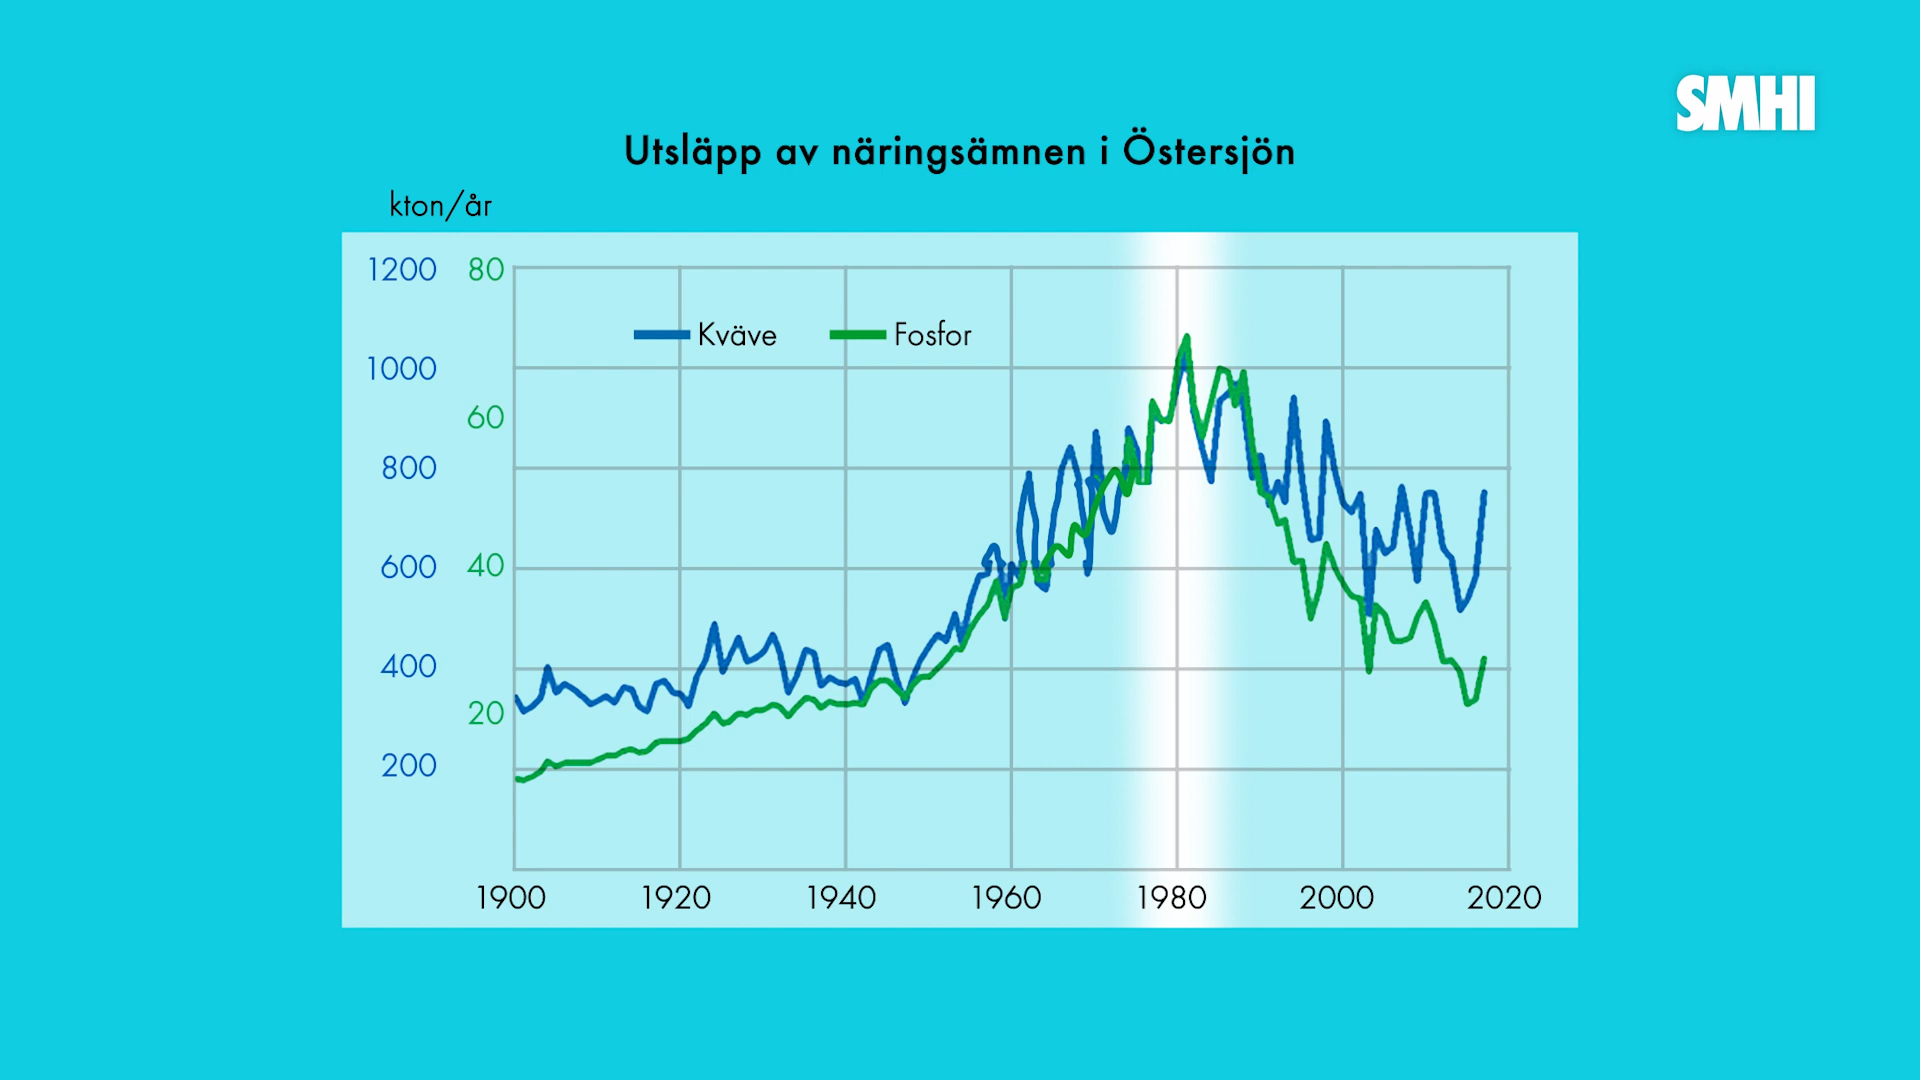 SMHI
Utsläpp av näringsämnen i Östersjön
kton/år
1200 80
Kväve Fosfor
1000
60
800
600 40
400
20
200
1900 1920 1940 1960 1980 2000 2020